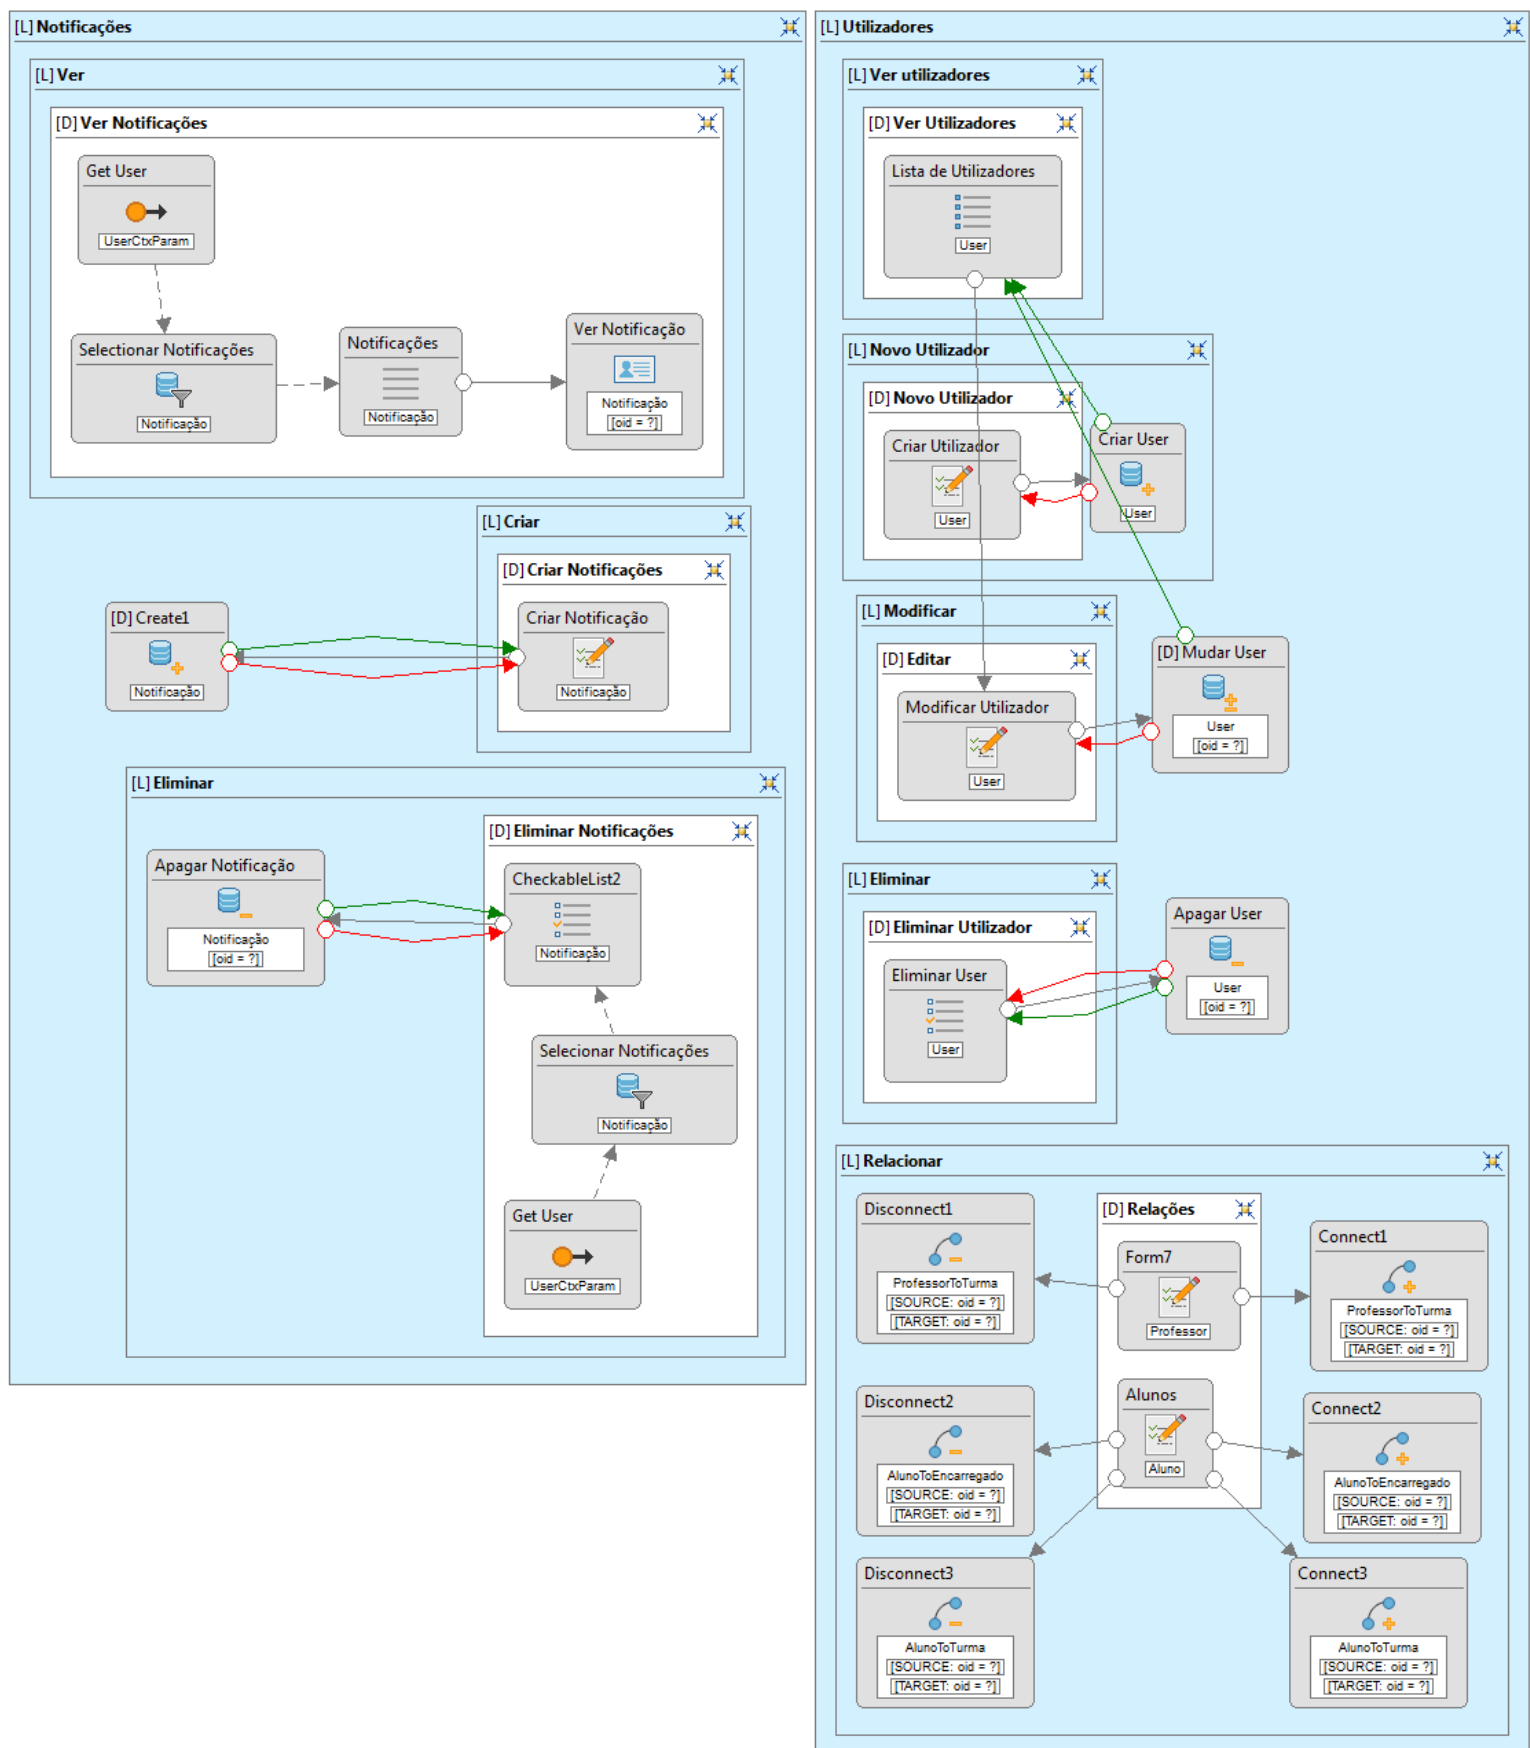 [L] Notificações
[L] Ver
[D] Ver Notificações
Get User
UserCtxParam
Selectionar Notificações
Notificação
Notificações
Notificação
Ver Notificação
Notificação
[oid = ?]
[L] Criar
[D] Criar Notificações
Criar Notificação
Notificação
[D] Create1
Notificação
[L] Eliminar
Apagar Notificação
Notificação
[oid = ?]
[D] Eliminar Notificações
CheckableList2
Notificação
Selecionar Notificações
Notificação
Get User
UserCtxParam
[L] Utilizadores
[L] Ver utilizadores
[D] Ver Utilizadores
Lista de Utilizadores
User
[L] Novo Utilizador
[D] Novo Utilizador
Criar Utilizador
User
Criar User
User
[L] Modificar
[D] Editar
Modificar Utilizador
User
[D] Mudar User
User
[oid = ?]
[L] Eliminar
[D] Eliminar Utilizador
Eliminar User
User
Apagar User
User
[oid = ?]
[L] Relacionar
Disconnect1
ProfessorToTurma
[SOURCE: oid = ?]
[TARGET: oid = ?]
[D] Relações
Form7
Professor
Connect1
ProfessorToTurma
[SOURCE: oid = ?]
[TARGET: oid = ?]
Disconnect2
AlunoToEncarregado
[SOURCE: oid = ?]
[TARGET: oid = ?]
Alunos
Aluno
Connect2
AlunoToEncarregado
[SOURCE: oid = ?]
[TARGET: oid = ?]
Disconnect3
AlunoToTurma
[SOURCE: oid = ?]
[TARGET: oid = ?]
Connect3
AlunoToTurma
[SOURCE: oid = ?]
[TARGET: oid = ?]